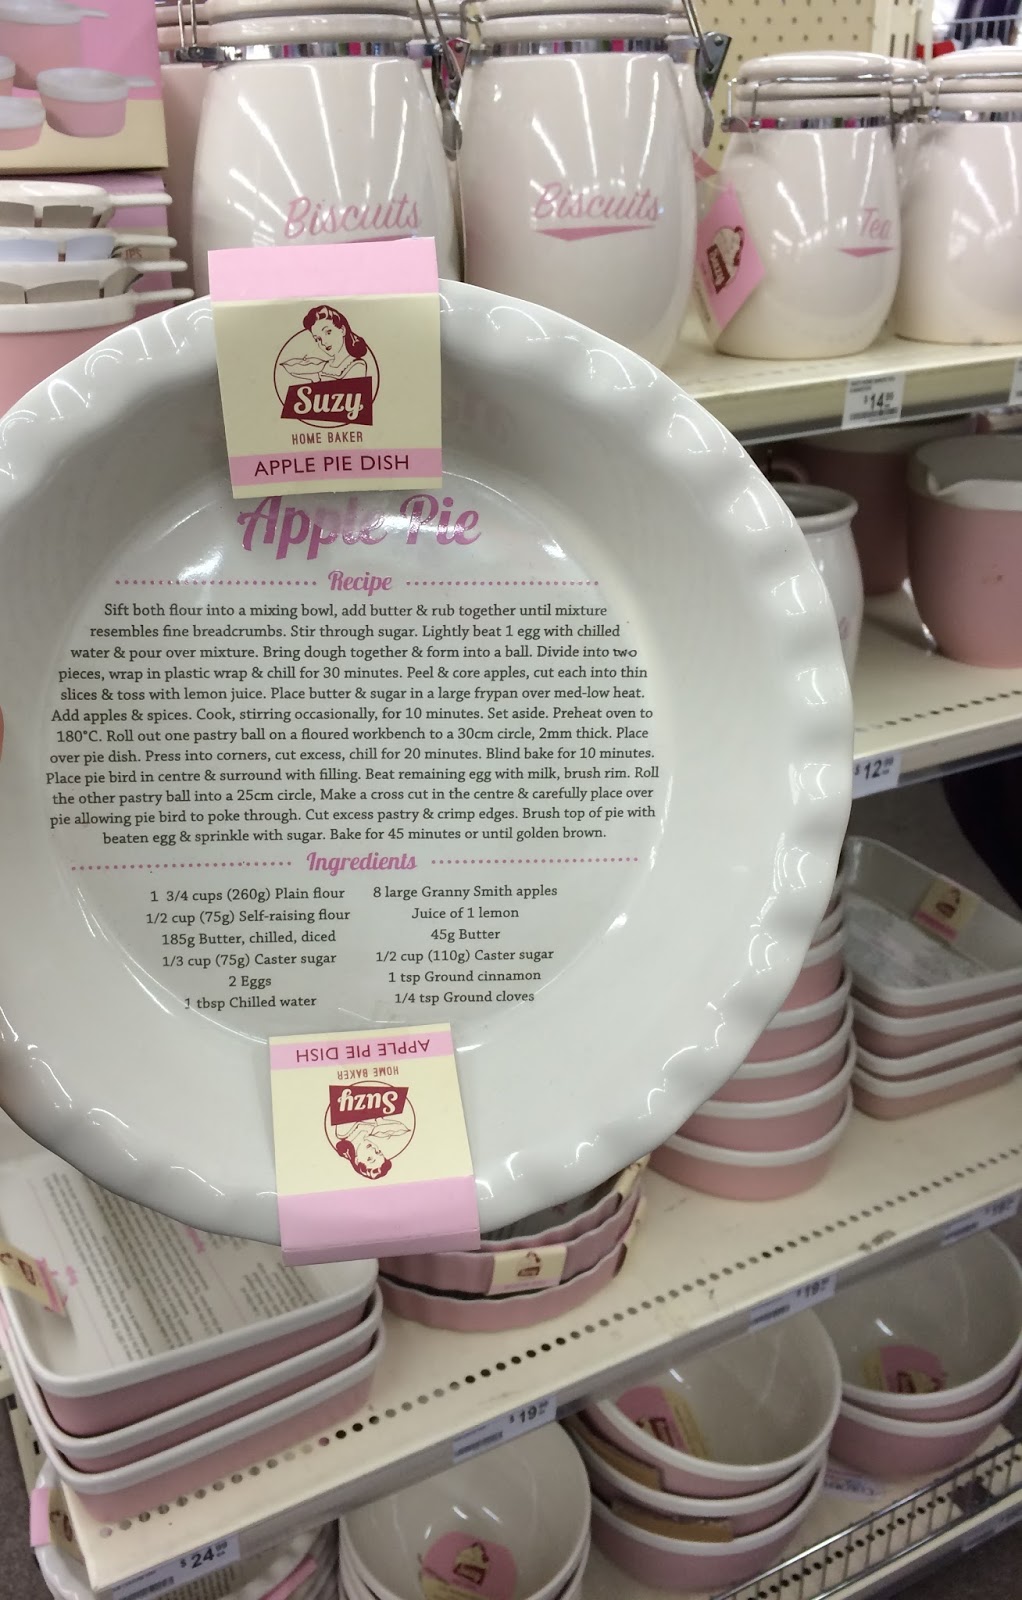 Biscuits
Biscuits
Tea
Suzy
HOME BAKER
APPLE PIE DISH
$14
Apple Pie
Recipe
Sift both flour into a mixing bowl, add butter & rub together until mixture
resembles fine breadcrumbs. Stir through sugar. Lightly beat 1 egg with chilled
water & pour over mixture. Bring dough together & form into a ball. Divide into two
pieces, wrap in plastic wrap & chill for 30 minutes. Peel & core apples, cut each into thin
slices & toss with lemon juice. Place butter & sugar in a large frypan over med-low heat.
Add apples & spices. Cook, stirring occasionally, for 10 minutes. Set aside. Preheat oven to
180°C. Roll out one pastry ball on a floured workbench to a 30cm circle, 2mm thick. Place
over pie dish. Press into corners, cut excess, chill for 20 minutes. Blind bake for 10 minutes.
Place pie bird in centre & surround with filling. Beat remaining egg with milk, brush rim. Roll
the other pastry ball into a 25cm circle, Make a cross cut in the centre & carefully place over
pie allowing pie bird to poke through. Cut excess pastry & crimp edges. Brush top of pie with
beaten egg & sprinkle with sugar. Bake for 45 minutes or until golden brown.
$12
Ingredients
1 3/4 cups (260g) Plain flour
1/2 cup (75g) Self-raising flour
185g Butter, chilled, diced
1/3 cup (75g) Caster sugar
2 Eggs
1 tbsp Chilled water
8 large Granny Smith apples
Juice of 1 lemon
45g Butter
1/2 cup (110g) Caster sugar
1 tsp Ground cinnamon
1/4 tsp Ground cloves
APPLE PIE DISH
HOME BAKER
Suzy
$19
$19
$24